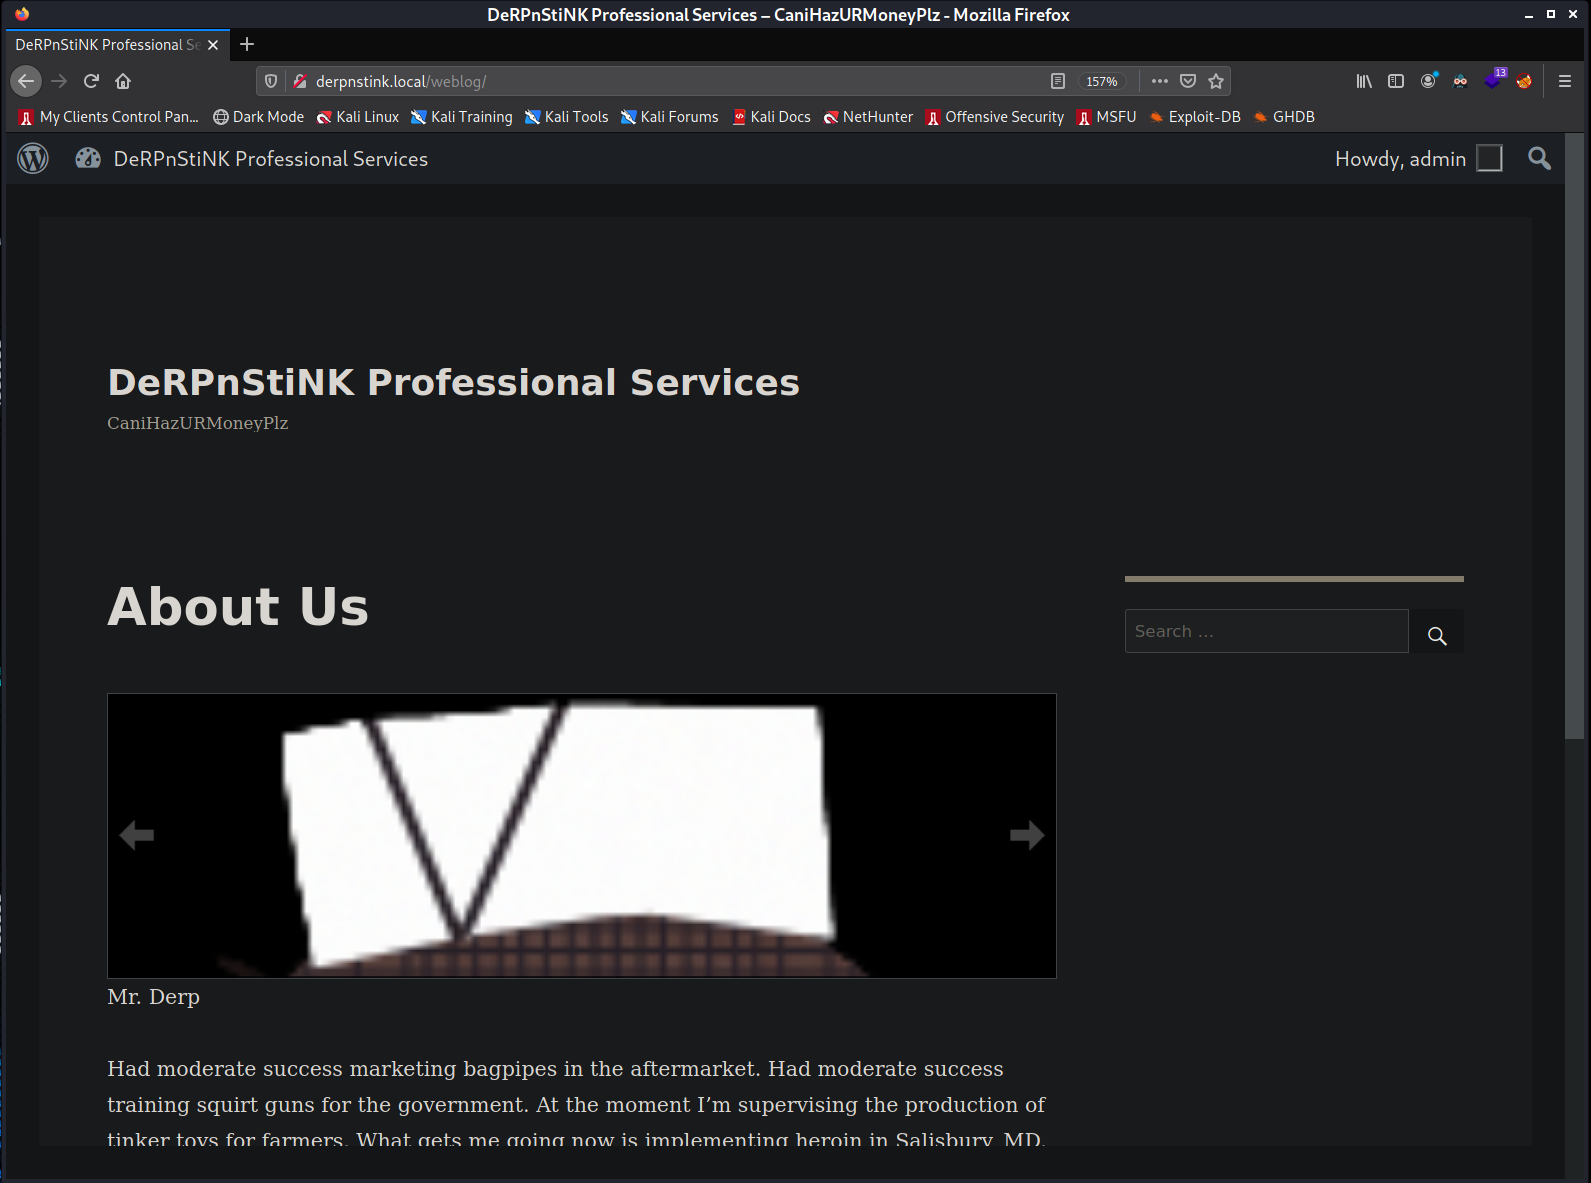 DeRPnStiNK Professional Services – CaniHazURMoneyPlz - Mozilla Firefox
DeRPnStiNK Professional Se
derpnstink.local/weblog/
157%
13
My Clients Control Pan...
Dark Mode
Kali Linux
Kali Training
Kali Tools
Kali Forums
Kali Docs
NetHunter
Offensive Security
MSFU
Exploit-DB
GHDB
DeRPnStiNK Professional Services
Howdy, admin
DeRPnStiNK Professional Services
CaniHazURMoneyPlz
About Us
Search …
Mr. Derp
Had moderate success marketing bagpipes in the aftermarket. Had moderate success
training squirt guns for the government. At the moment I’m supervising the production of
tinker toys for farmers. What gets me going now is implementing heroin in Salisbury, MD.